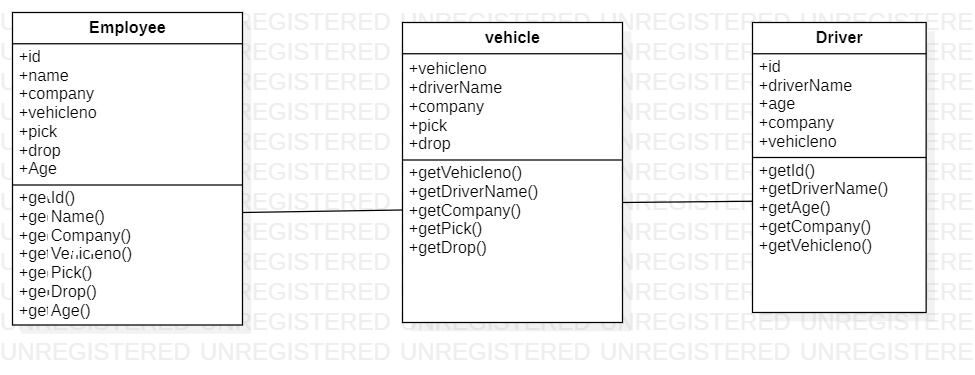 Employee
+id
+name
+company
+vehicleno
+pick
+drop
+Age
+getId()
+getName()
+getCompany()
+getVehicleno()
+getPick()
+getDrop()
+getAge()
vehicle
+vehicleno
+driverName
+company
+pick
+drop
+getVehicleno()
+getDriverName()
+getCompany()
+getPick()
+getDrop()
Driver
+id
+driverName
+age
+company
+vehicleno
+getId()
+getDriverName()
+getAge()
+getCompany()
+getVehicleno()
UNREGISTERED UNREGISTERED UNREGISTERED UNREGISTERED UNREGISTERED